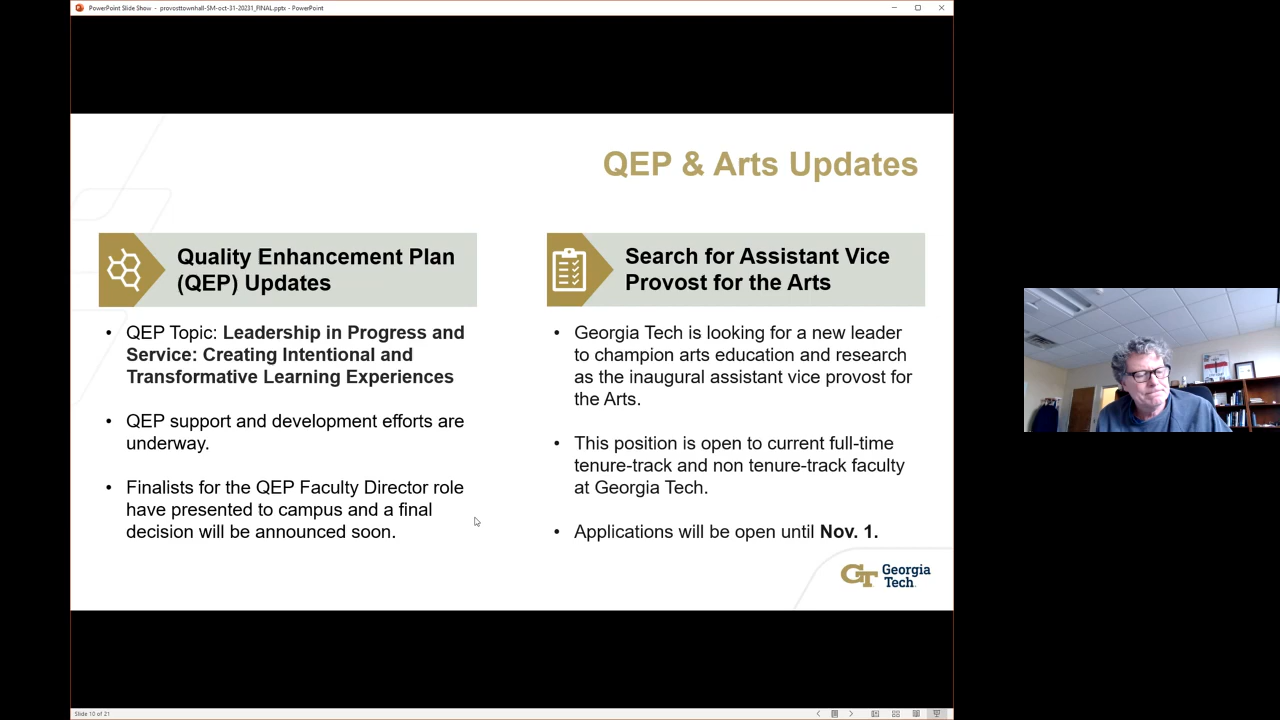 PowerPoint Slide Show - provosttownhall-SM-oct-31-20231_FINAL.pptx - PowerPoint
QEP & Arts Updates
Quality Enhancement Plan
(QEP) Updates
• QEP Topic: Leadership in Progress and
Service: Creating Intentional and
Transformative Learning Experiences
• QEP support and development efforts are
underway.
• Finalists for the QEP Faculty Director role
have presented to campus and a final
decision will be announced soon.
Search for Assistant Vice
Provost for the Arts
• Georgia Tech is looking for a new leader
to champion arts education and research
as the inaugural assistant vice provost for
the Arts.
• This position is open to current full-time
tenure-track and non tenure-track faculty
at Georgia Tech.
• Applications will be open until Nov. 1.
GT Georgia
Tech.
Slide 10 of 21